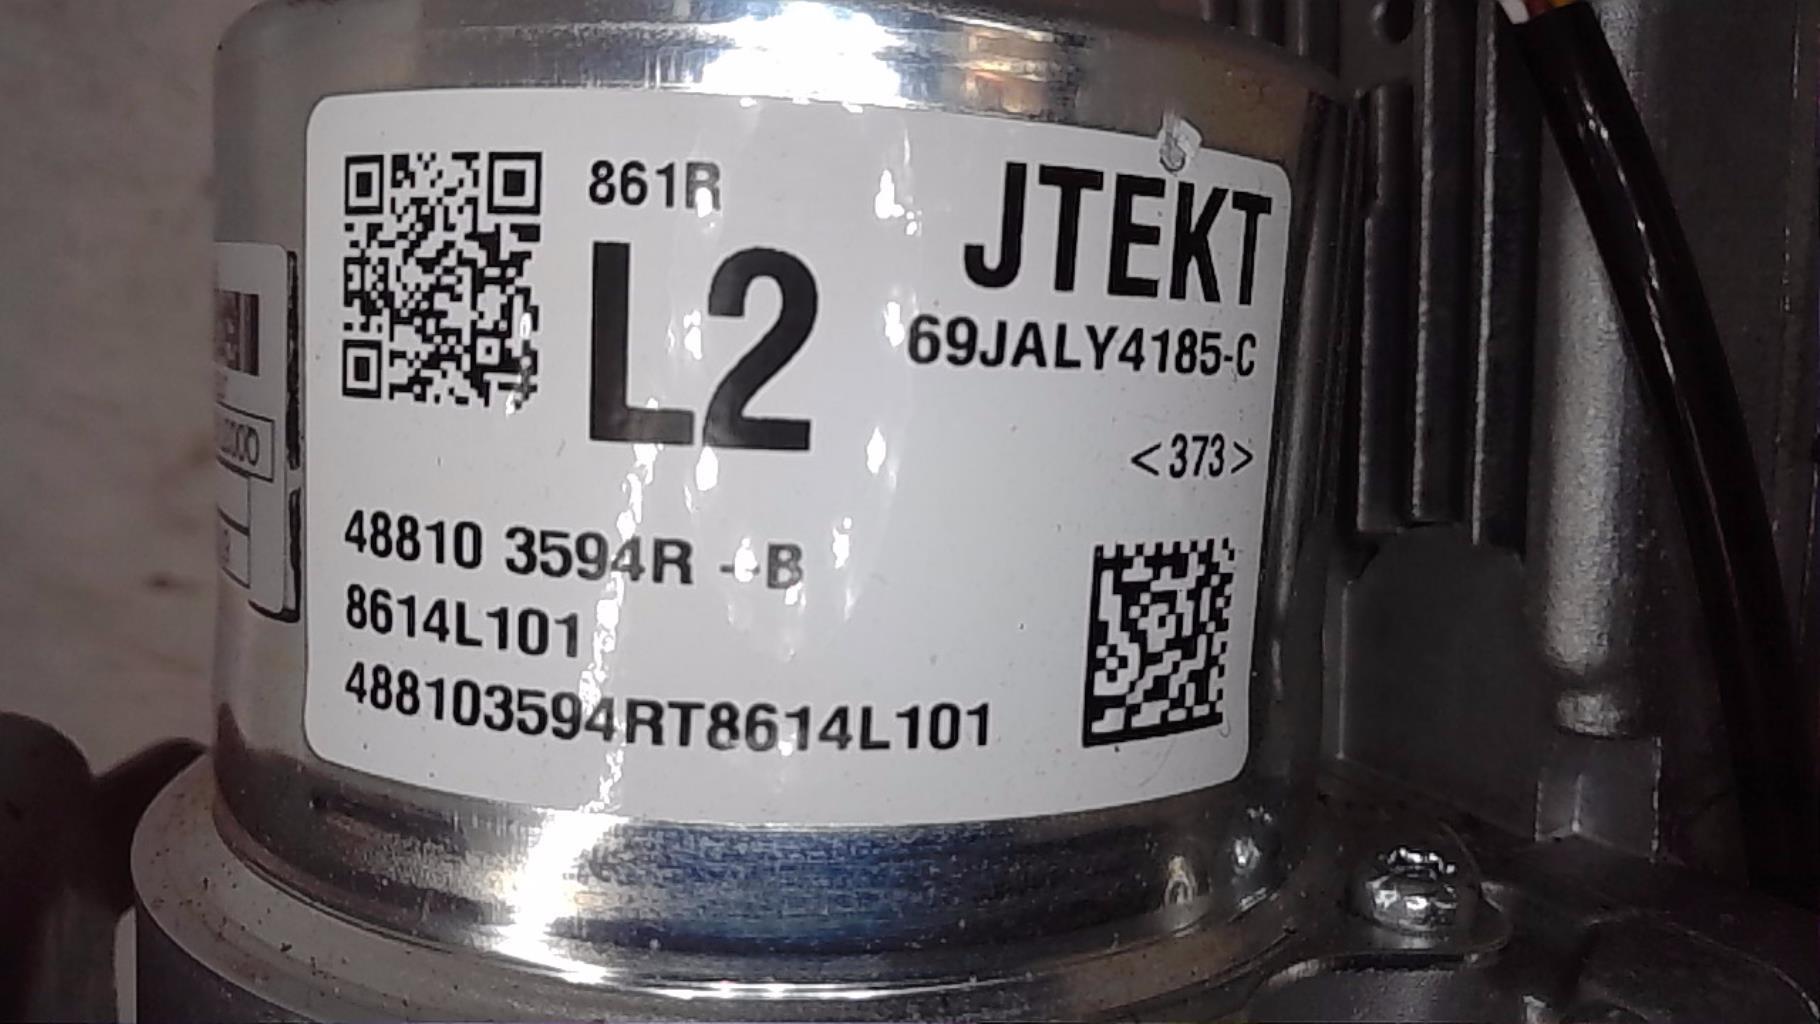 861R
JTEKT
L2
69JALY4185-C
<373>
48810 3594R --B
8614L101
488103594RT8614L101